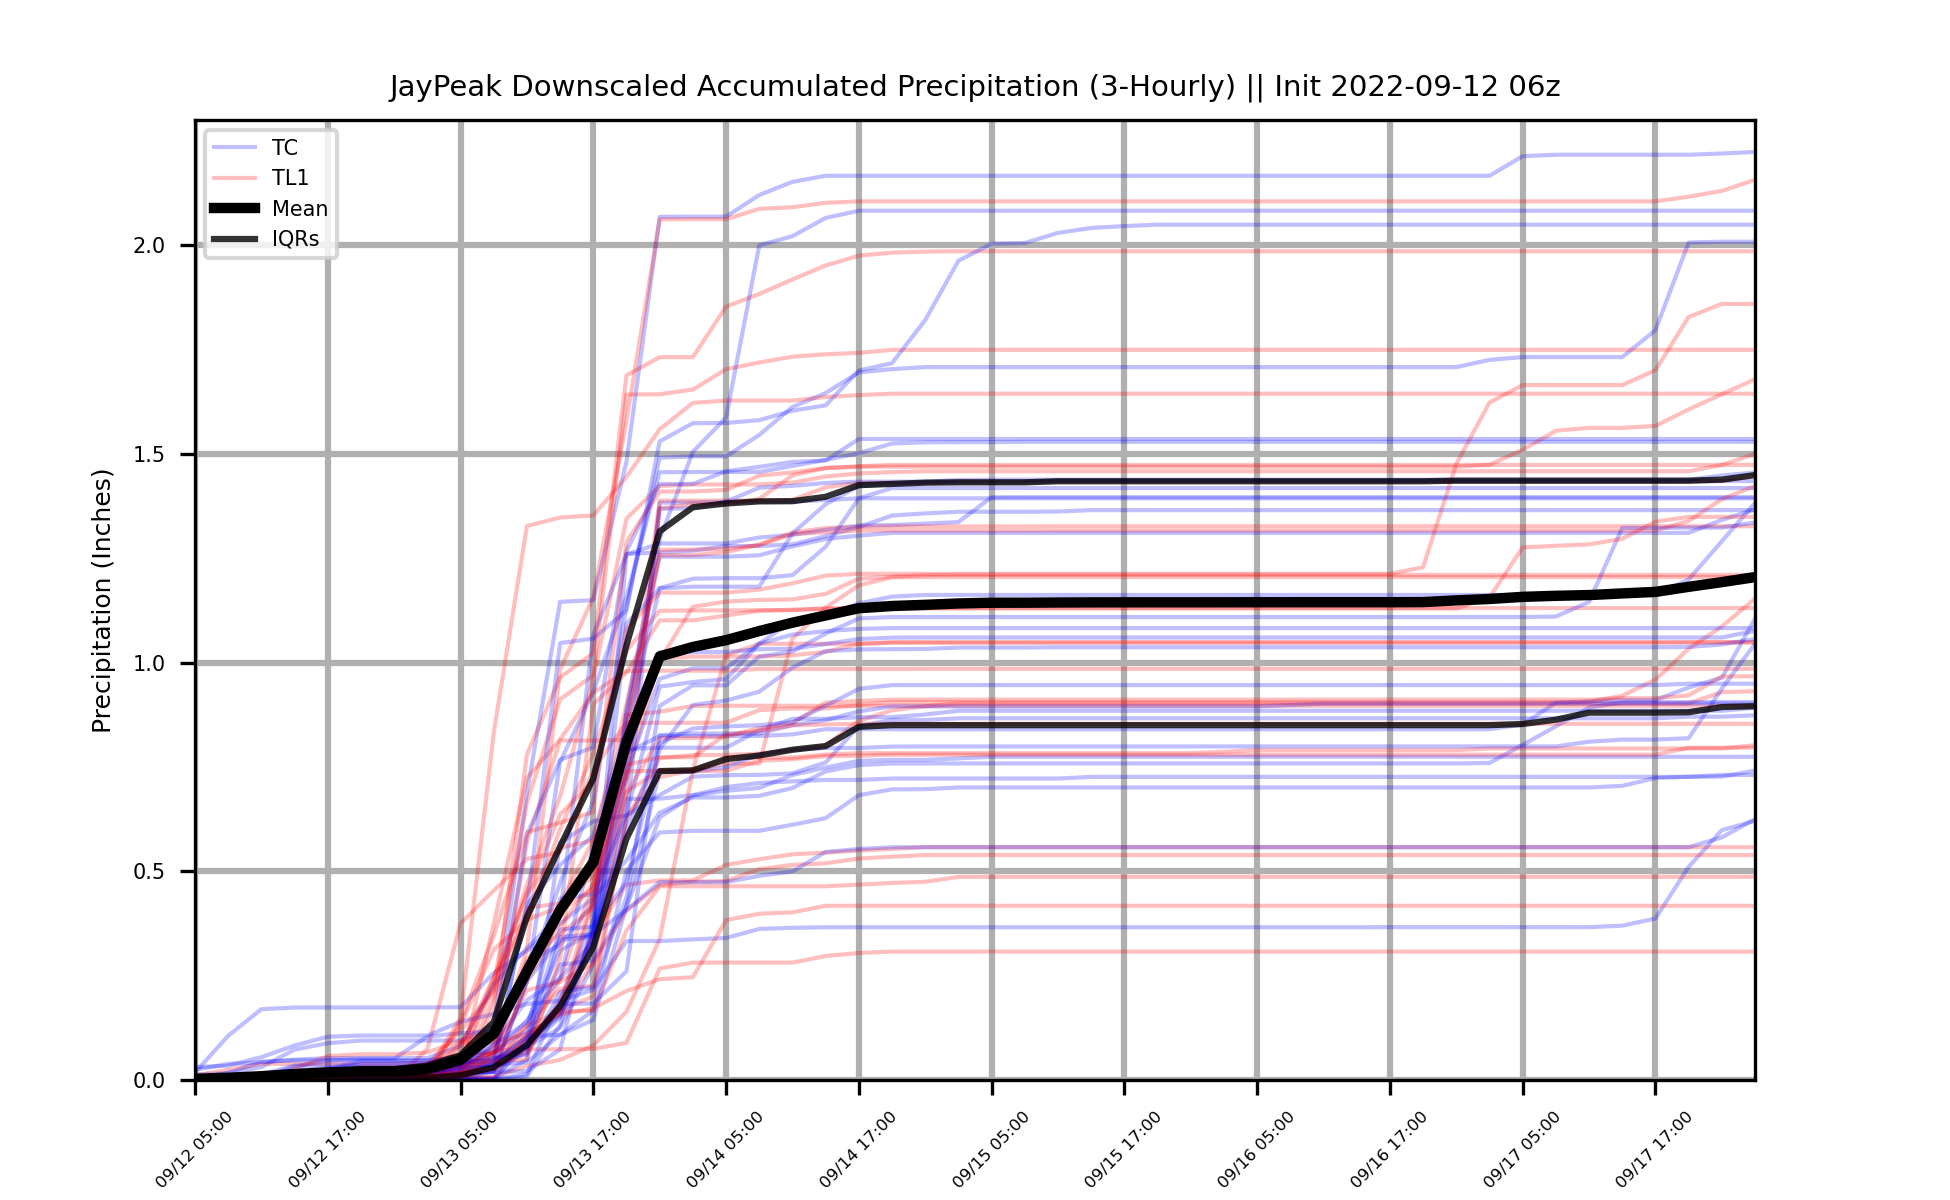 JayPeak Downscaled Accumulated Precipitation (3-Hourly) || Init 2022-09-12 06z
TC
TL1
Mean
IQRs
Precipitation (Inches)
2.0
1.5
1.0
0.5
0.0
09/12 05:00
09/12 17:00
09/13 05:00
09/13 17:00
09/14 05:00
09/14 17:00
09/15 05:00
09/15 17:00
09/16 05:00
09/16 17:00
09/17 05:00
09/17 17:00